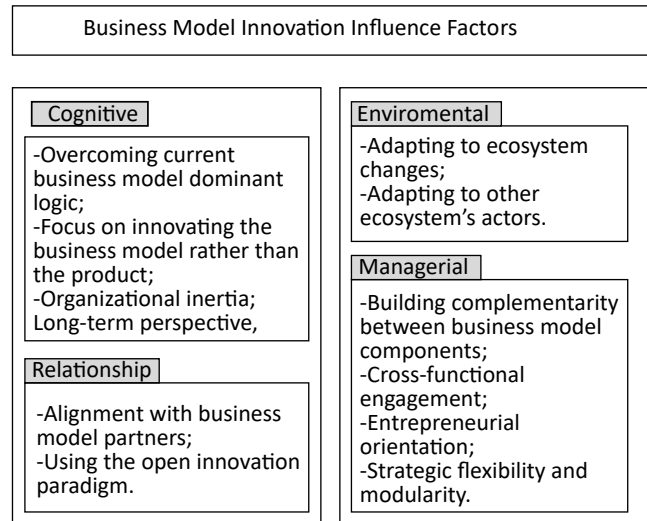 Business Model Innovation Influence Factors
Cognitive
-Overcoming current
business model dominant
logic;
-Focus on innovating the
business model rather than
the product;
-Organizational inertia;
Long-term perspective,
Relationship
-Alignment with business
model partners;
-Using the open innovation
paradigm.
Enviromental
-Adapting to ecosystem
changes;
-Adapting to other
ecosystem’s actors.
Managerial
-Building complementarity
between business model
components;
-Cross-functional
engagement;
-Entrepreneurial
orientation;
-Strategic flexibility and
modularity.